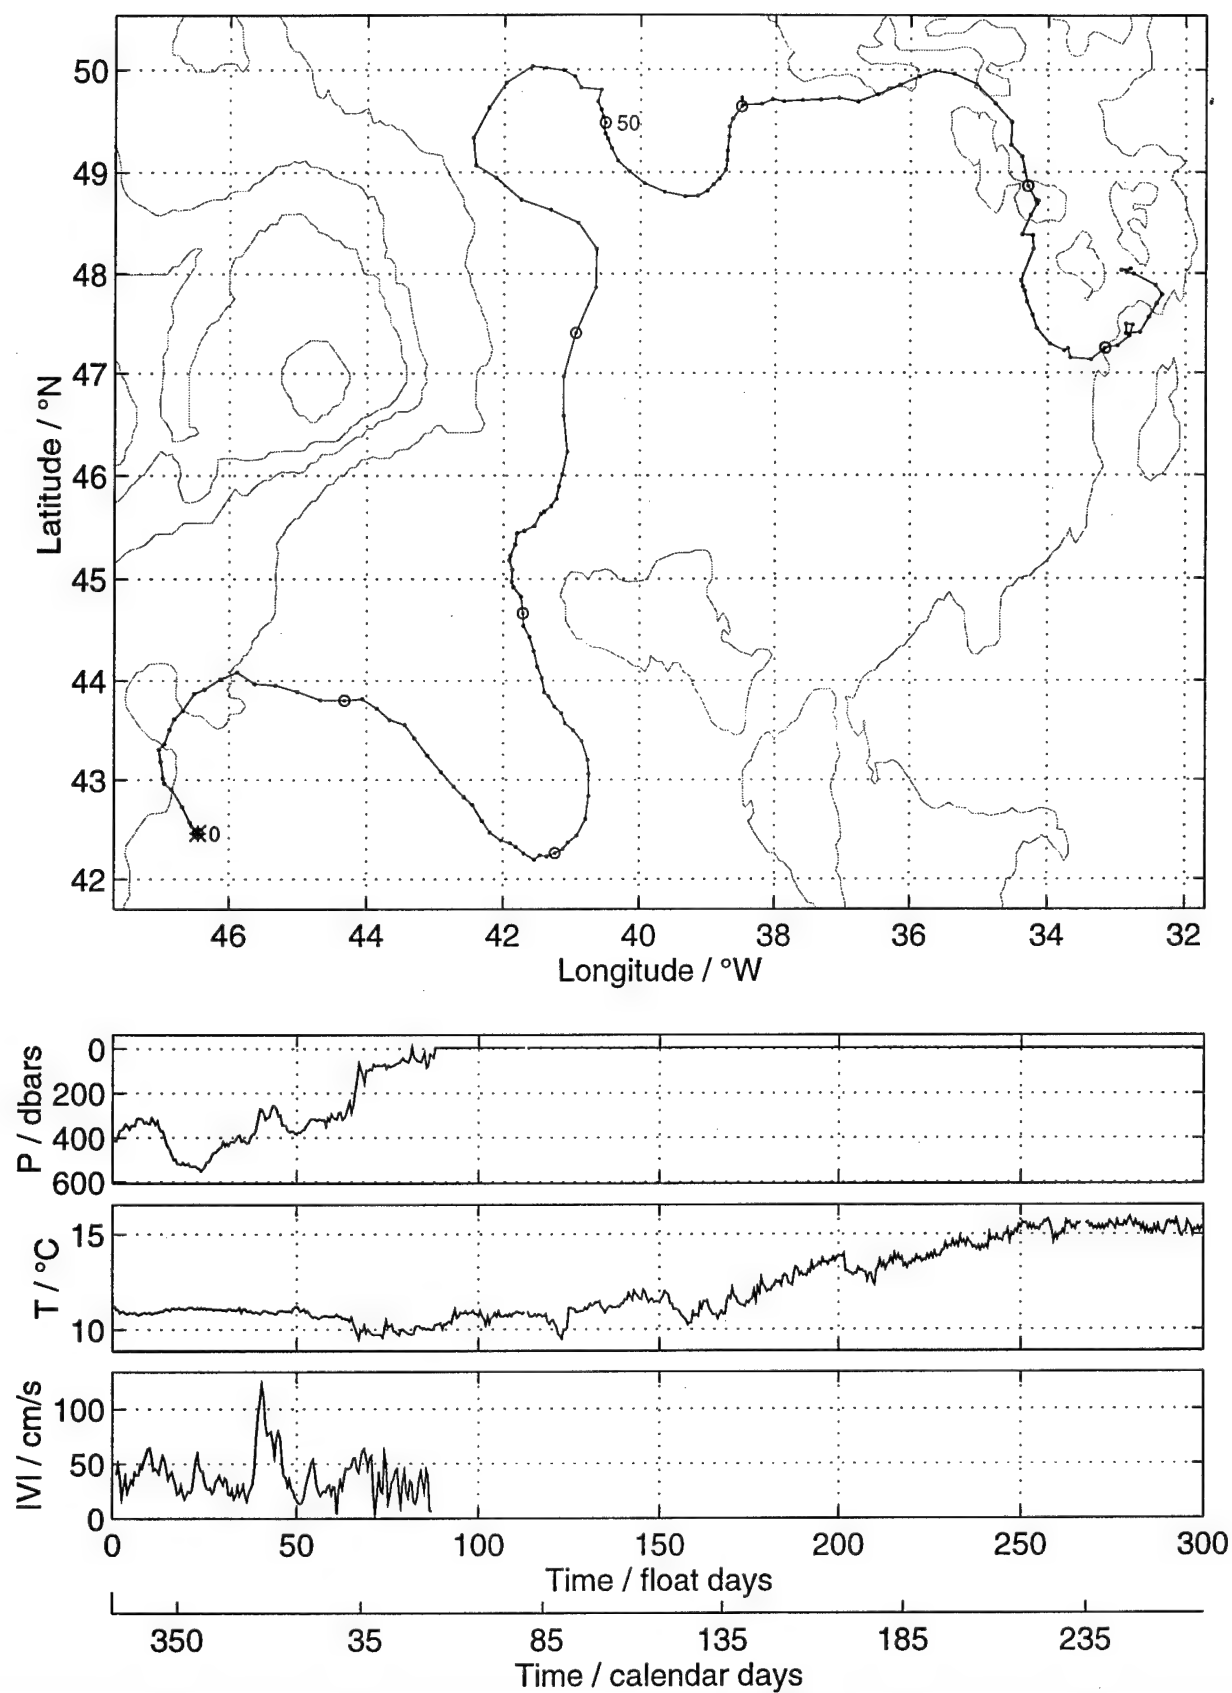 50
49
48
47
46
45
44
43
42
Latitude / °N
50
0
46 44 42 40 38 36 34 32
Longitude / °W
0
200
400
600
P / dbars
15
10
T / °C
100
50
0
IVI / cm/s
0 50 100 150 200 250 300
Time / float days
350 35 85 135 185 235
Time / calendar days